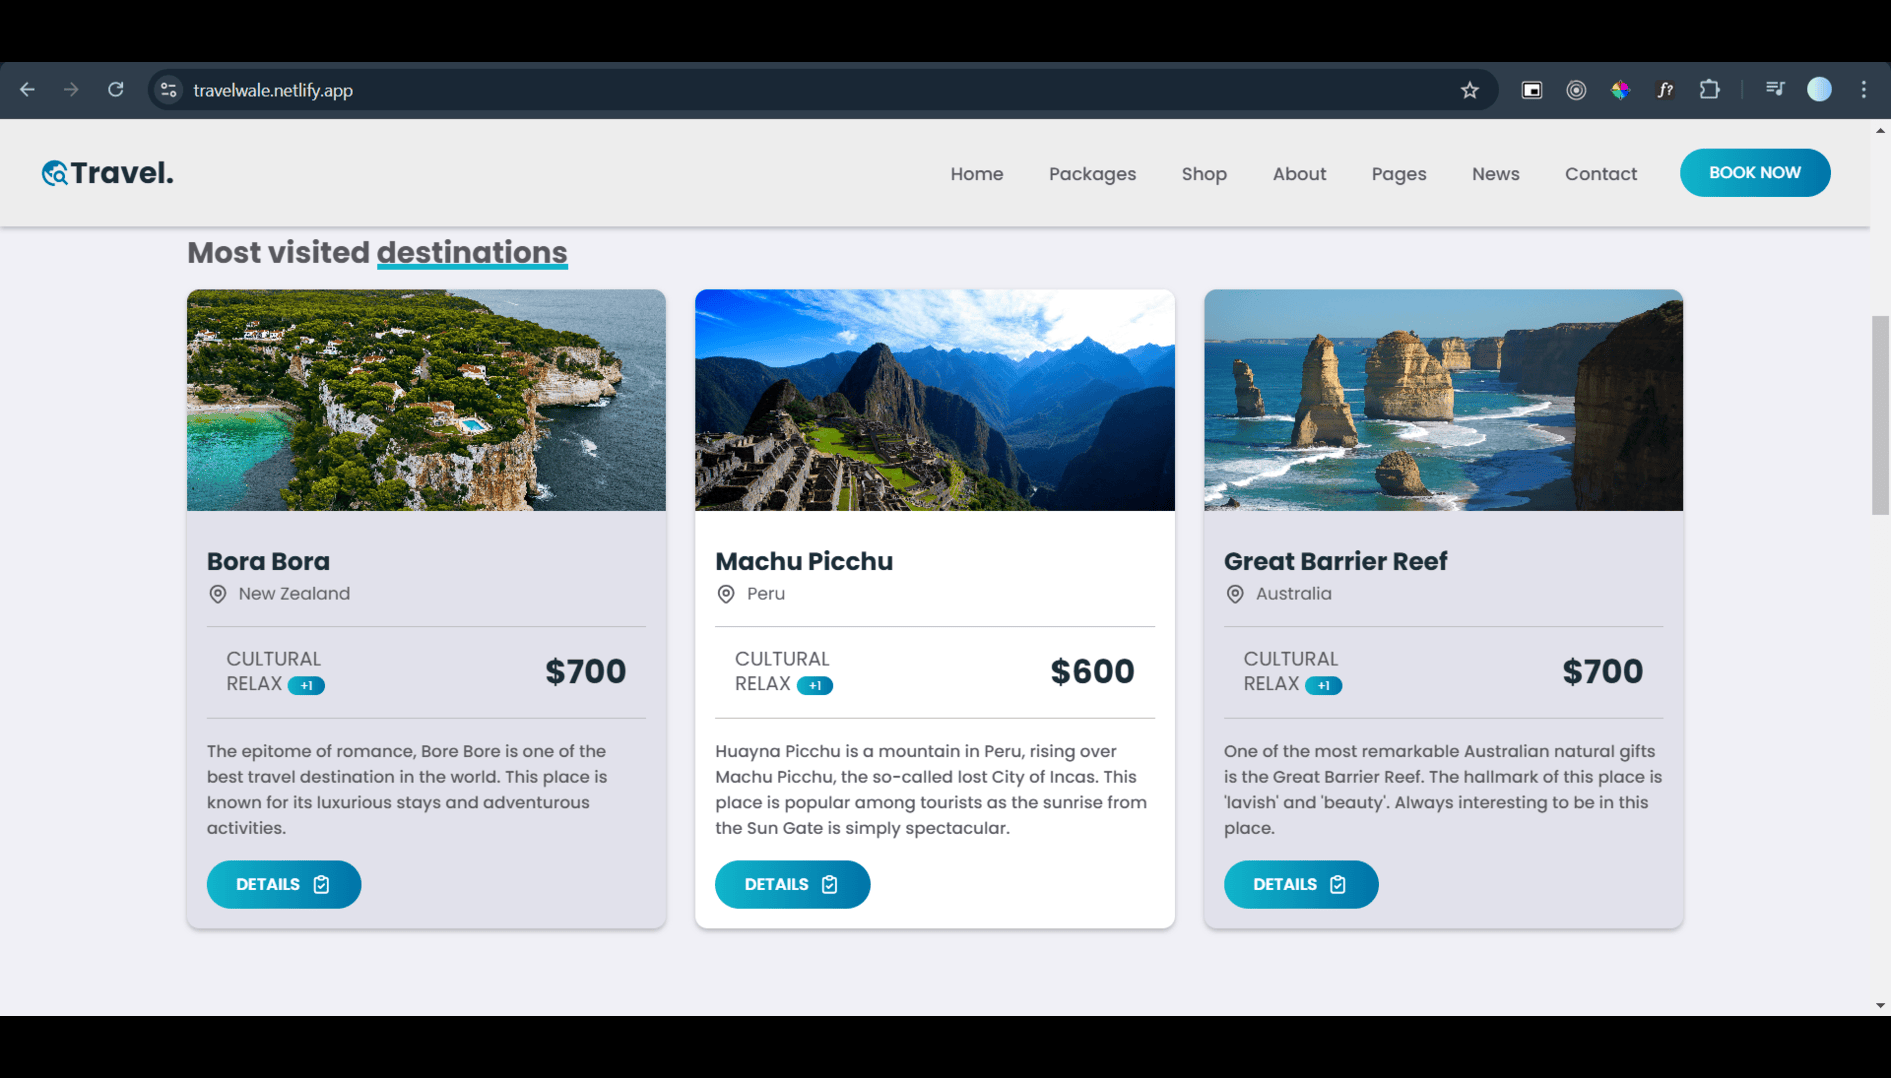 travelwale.netlify.app
f?
Travel.
Home Packages Shop About Pages News Contact BOOK NOW
Most visited destinations
Bora Bora
New Zealand
CULTURAL
RELAX +1
$700
The epitome of romance, Bore Bore is one of the
best travel destination in the world. This place is
known for its luxurious stays and adventurous
activities.
DETAILS
Machu Picchu
Peru
CULTURAL
RELAX +1
$600
Huayna Picchu is a mountain in Peru, rising over
Machu Picchu, the so-called lost City of Incas. This
place is popular among tourists as the sunrise from
the Sun Gate is simply spectacular.
DETAILS
Great Barrier Reef
Australia
CULTURAL
RELAX +1
$700
One of the most remarkable Australian natural gifts
is the Great Barrier Reef. The hallmark of this place is
'lavish' and 'beauty'. Always interesting to be in this
place.
DETAILS